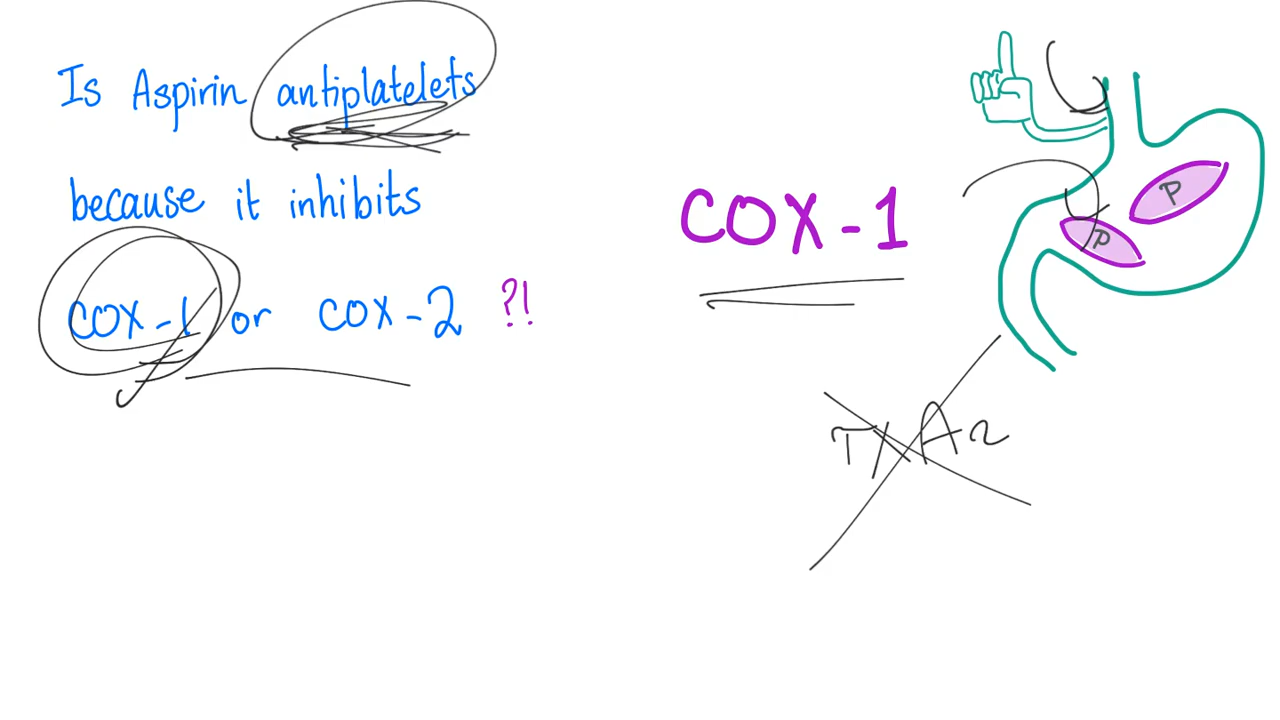 Is Aspirin antiplatelets
because it inhibits
COX-1 or COX-2 ?!
COX-1
P
P
TXA2